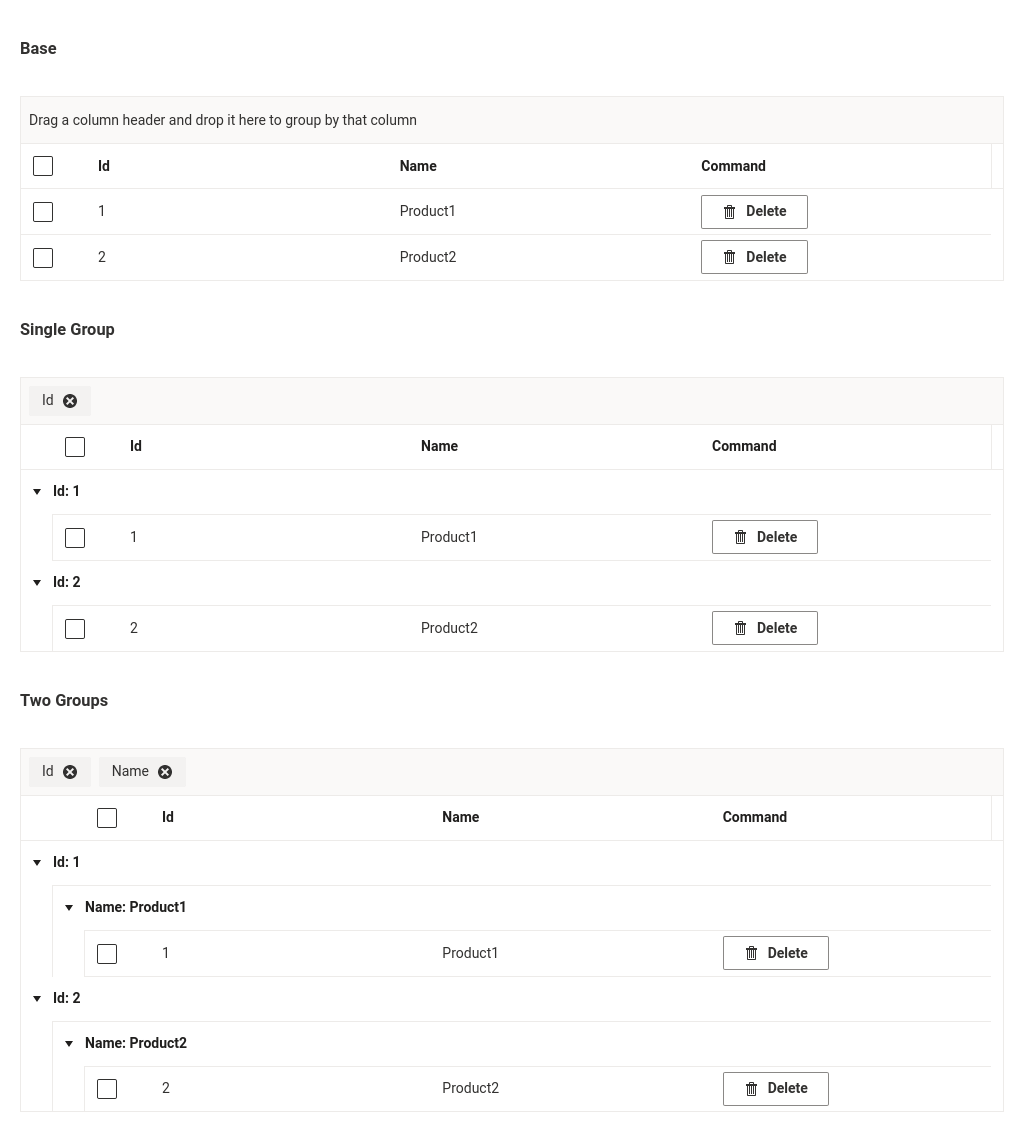 Base
Drag a column header and drop it here to group by that column
Id Name Command
1 Product1 Delete
2 Product2 Delete
Single Group
Id
Id Name Command
Id: 1
1 Product1 Delete
Id: 2
2 Product2 Delete
Two Groups
Id Name
Id Name Command
Id: 1
Name: Product1
1 Product1 Delete
Id: 2
Name: Product2
2 Product2 Delete